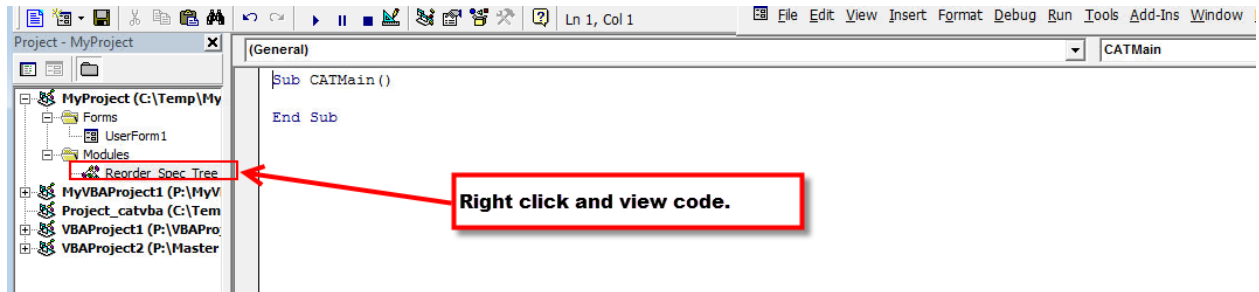 Ln 1, Col 1
File Edit View Insert Format Debug Run Tools Add-Ins Window
Project - MyProject
(General)
CATMain
MyProject (C:\Temp\My
Forms
UserForm1
Modules
Reorder_Spec_Tree
MyVBAProject1 (P:\MyV
Project_catvba (C:\Tem
VBAProject1 (P:\VBAPro
VBAProject2 (P:\Master
Sub CATMain()
End Sub
Right click and view code.